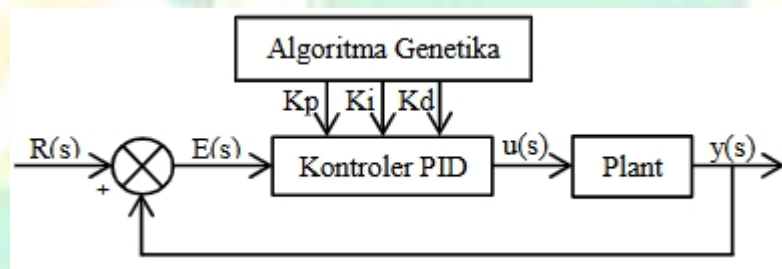 Algoritma Genetika
Kp Ki Kd
R(s) E(s) Kontroler PID u(s) Plant y(s)
+